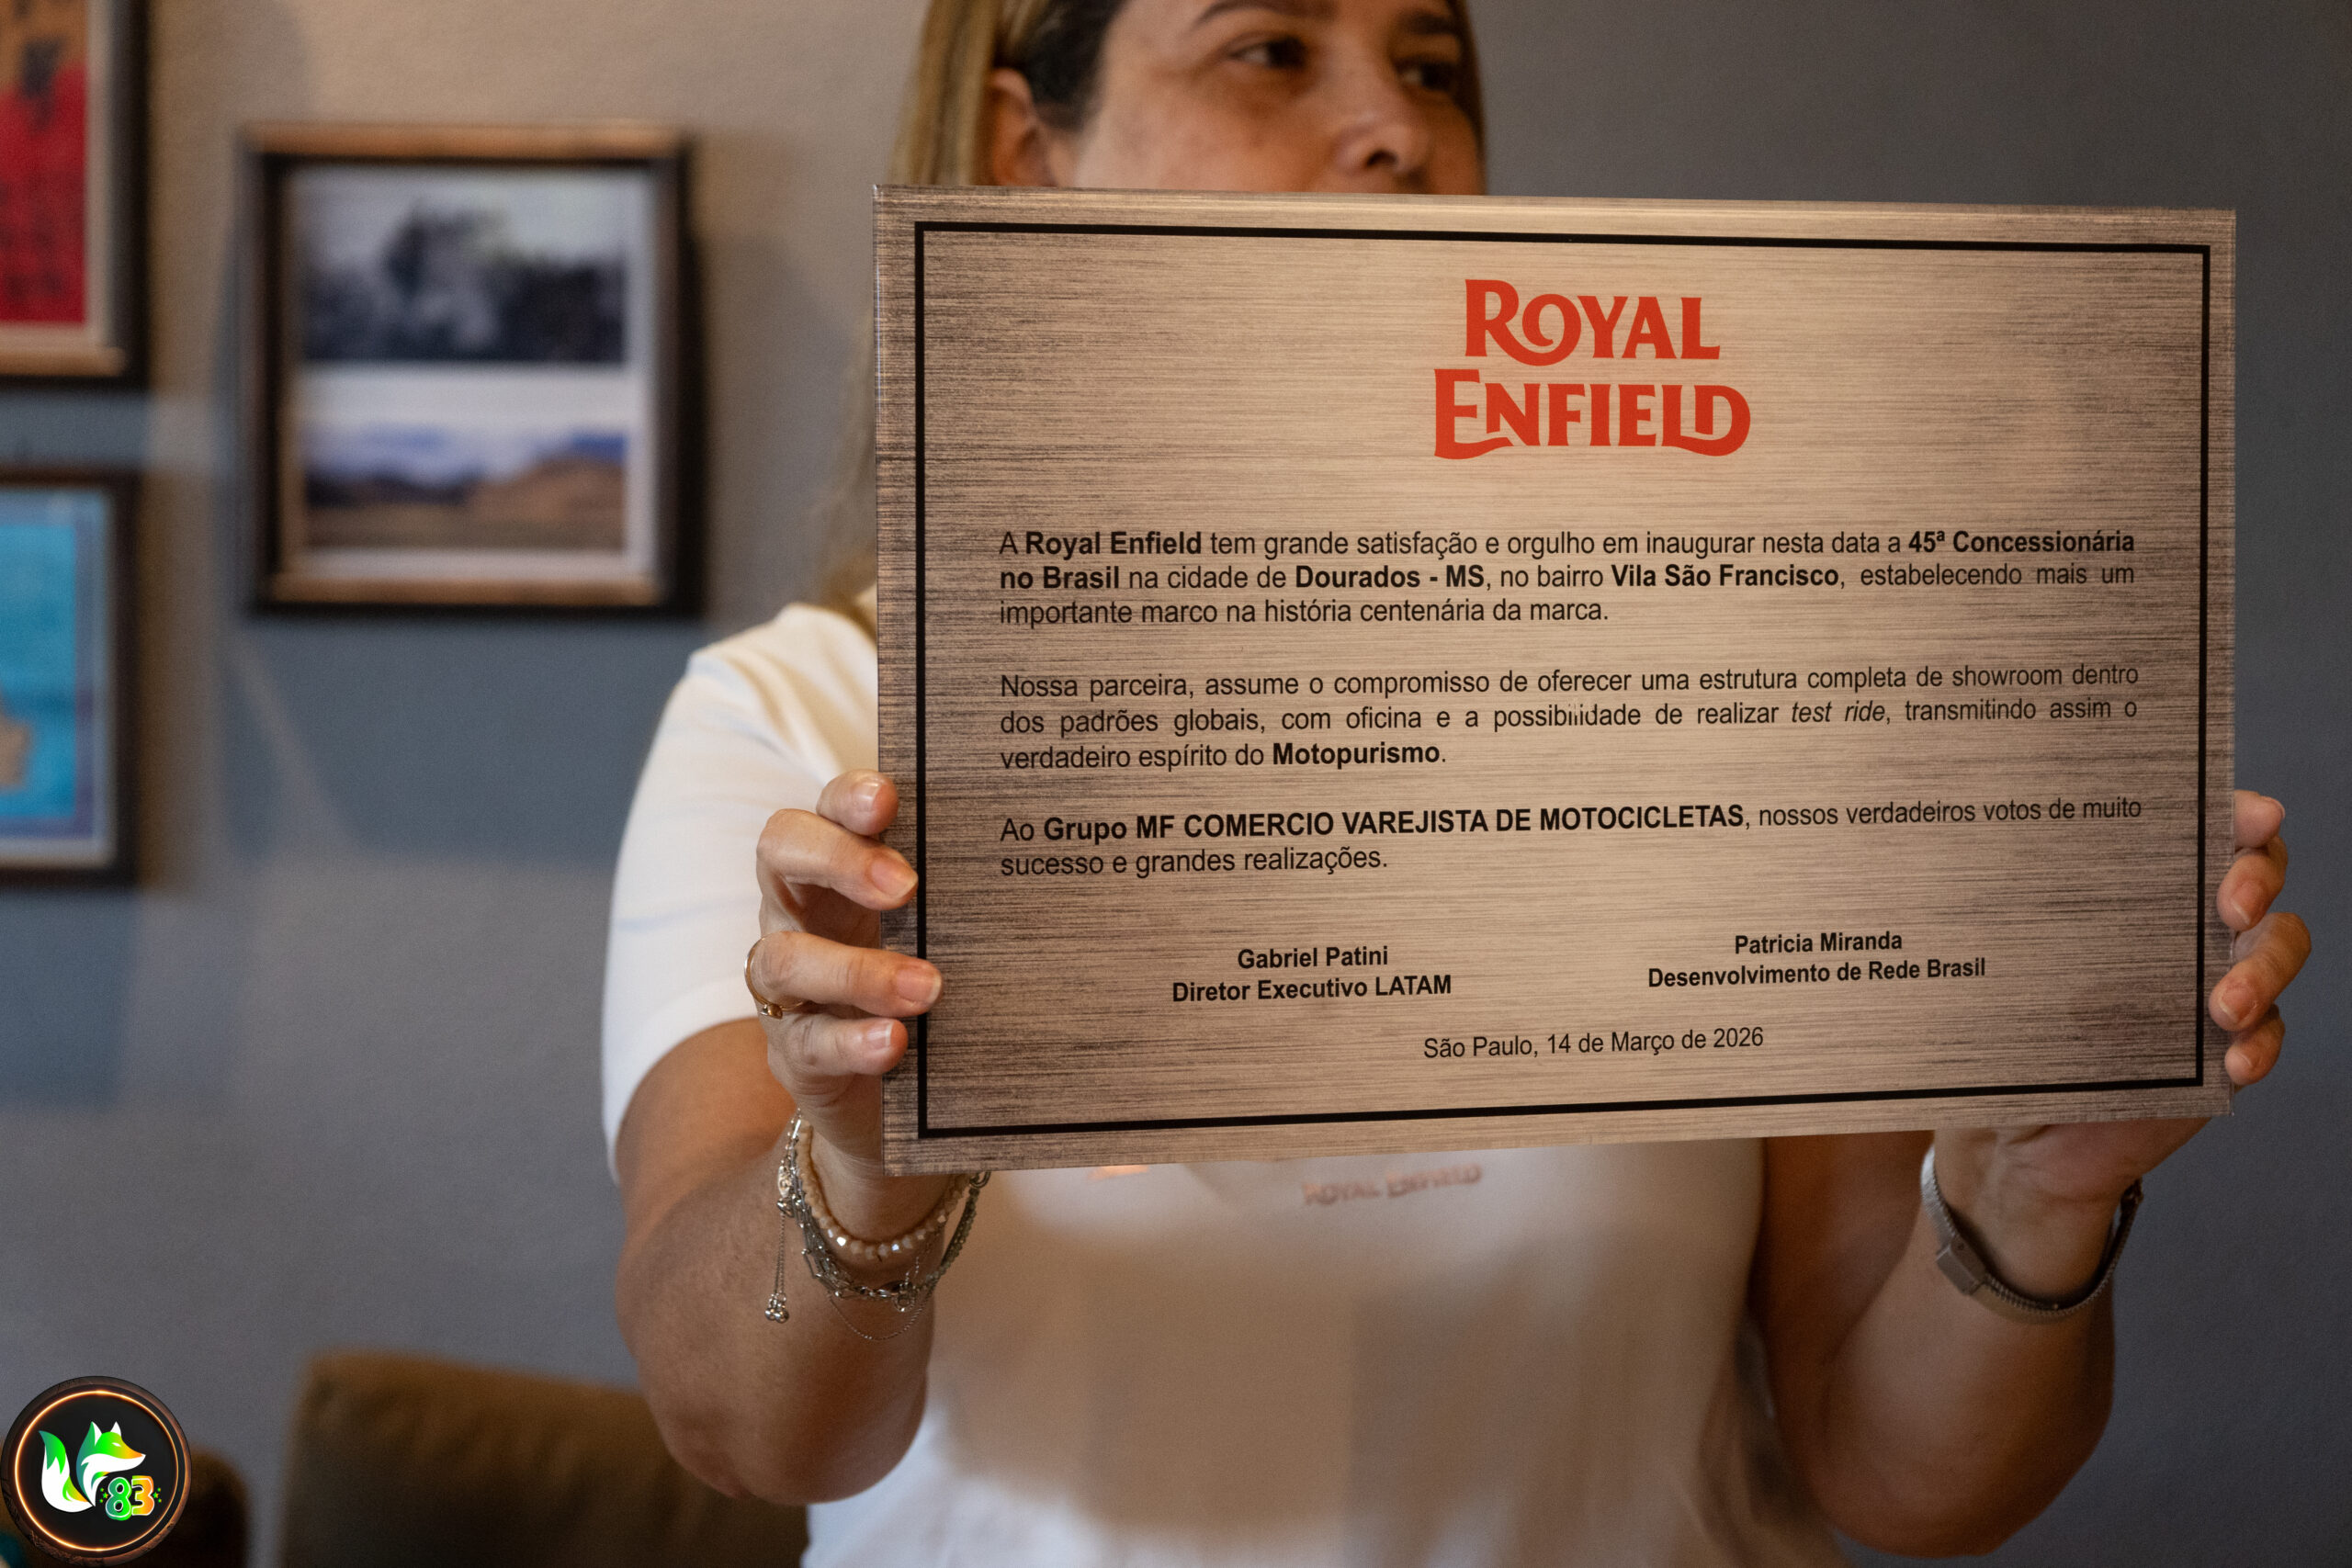 ROYAL
ENFIELD
A Royal Enfield tem grande satisfação e orgulho em inaugurar nesta data a 45ª Concessionária
no Brasil na cidade de Dourados - MS, no bairro Vila São Francisco, estabelecendo mais um
importante marco na história centenária da marca.
Nossa parceira, assume o compromisso de oferecer uma estrutura completa de showroom dentro
dos padrões globais, com oficina e a possibilidade de realizar test ride, transmitindo assim o
verdadeiro espírito do Motopurismo.
Ao Grupo MF COMERCIO VAREJISTA DE MOTOCICLETAS, nossos verdadeiros votos de muito
sucesso e grandes realizações.
Gabriel Patini
Diretor Executivo LATAM
Patricia Miranda
Desenvolvimento de Rede Brasil
São Paulo, 14 de Março de 2026
ROYAL ENFIELD
83